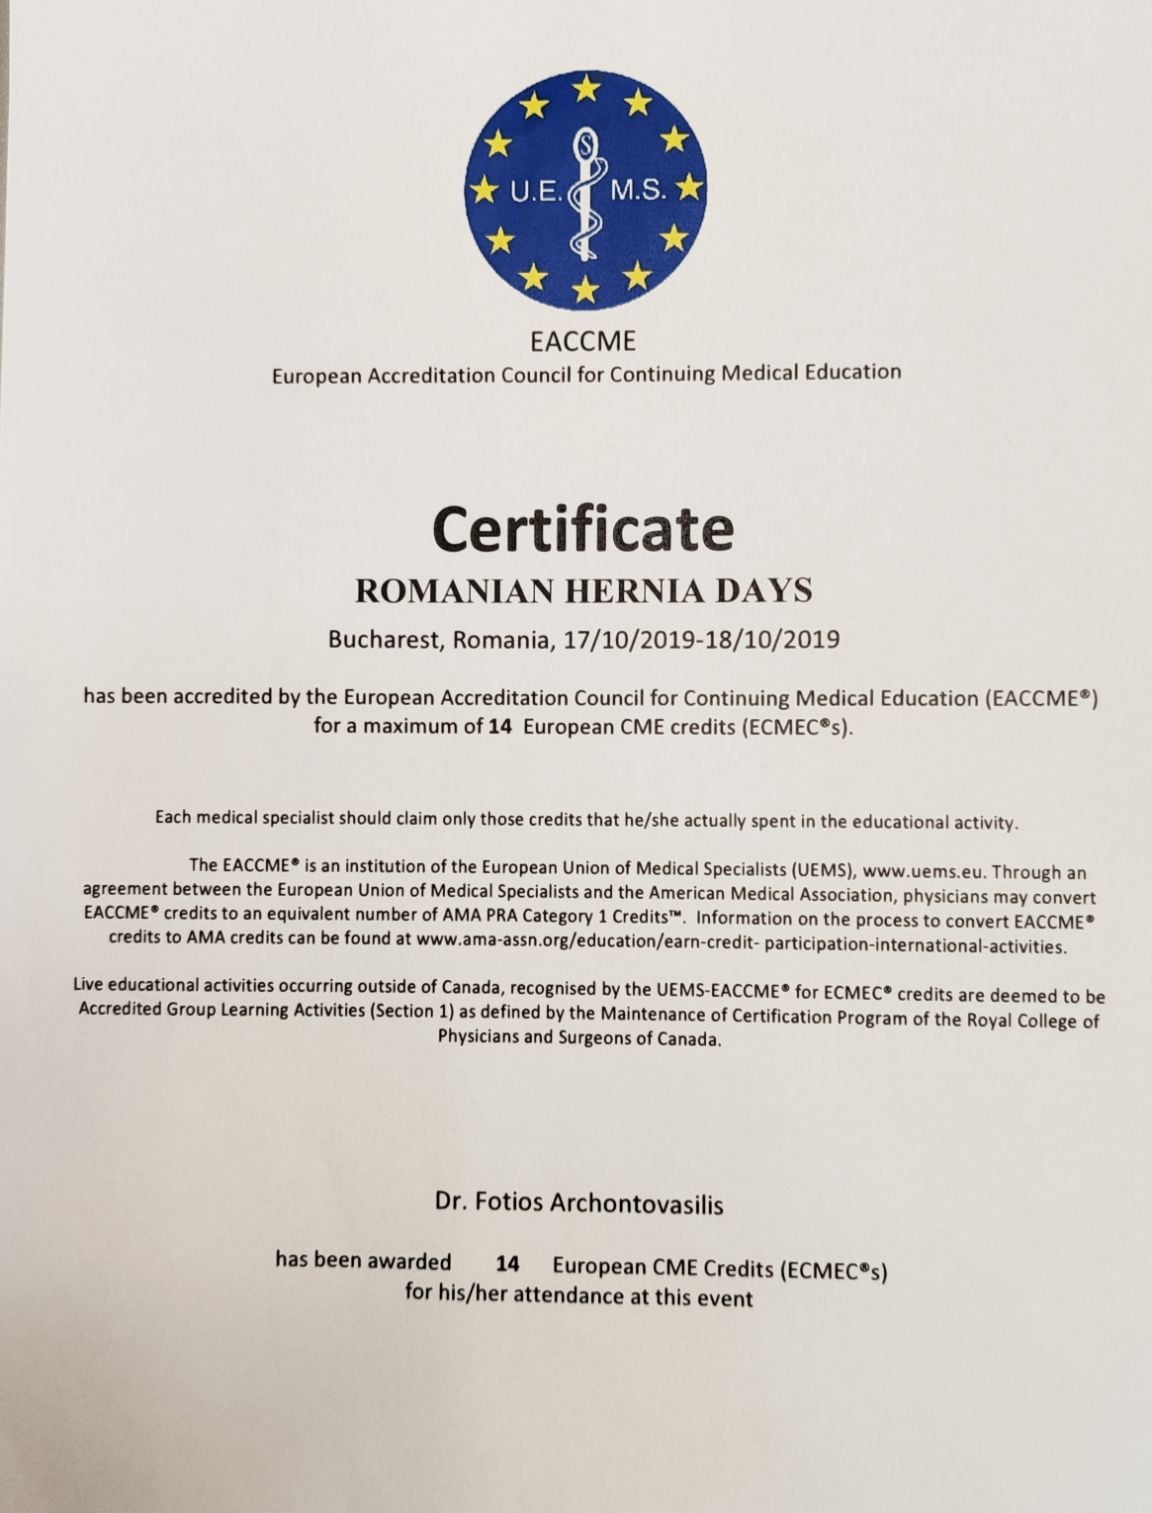 U.E. M.S.
S
EACCME
European Accreditation Council for Continuing Medical Education
Certificate
ROMANIAN HERNIA DAYS
Bucharest, Romania, 17/10/2019-18/10/2019
has been accredited by the European Accreditation Council for Continuing Medical Education (EACCME®)
for a maximum of 14 European CME credits (ECMEC®s).
Each medical specialist should claim only those credits that he/she actually spent in the educational activity.
The EACCME® is an institution of the European Union of Medical Specialists (UEMS), www.uems.eu. Through an
agreement between the European Union of Medical Specialists and the American Medical Association, physicians may convert
EACCME® credits to an equivalent number of AMA PRA Category 1 Credits™. Information on the process to convert EACCME®
credits to AMA credits can be found at www.ama-assn.org/education/earn-credit- participation-international-activities.
Live educational activities occurring outside of Canada, recognised by the UEMS-EACCME® for ECMEC® credits are deemed to be
Accredited Group Learning Activities (Section 1) as defined by the Maintenance of Certification Program of the Royal College of
Physicians and Surgeons of Canada.
Dr. Fotios Archontovasilis
has been awarded 14 European CME Credits (ECMEC®s)
for his/her attendance at this event